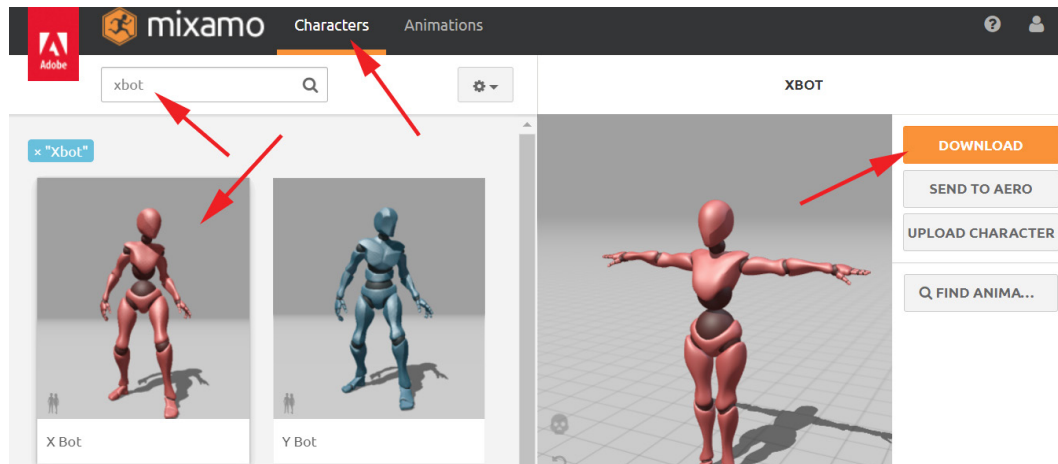 mixamo
Characters
Animations
Adobe
xbot
XBOT
× "Xbot"
DOWNLOAD
SEND TO AERO
UPLOAD CHARACTER
FIND ANIMA...
X Bot
Y Bot